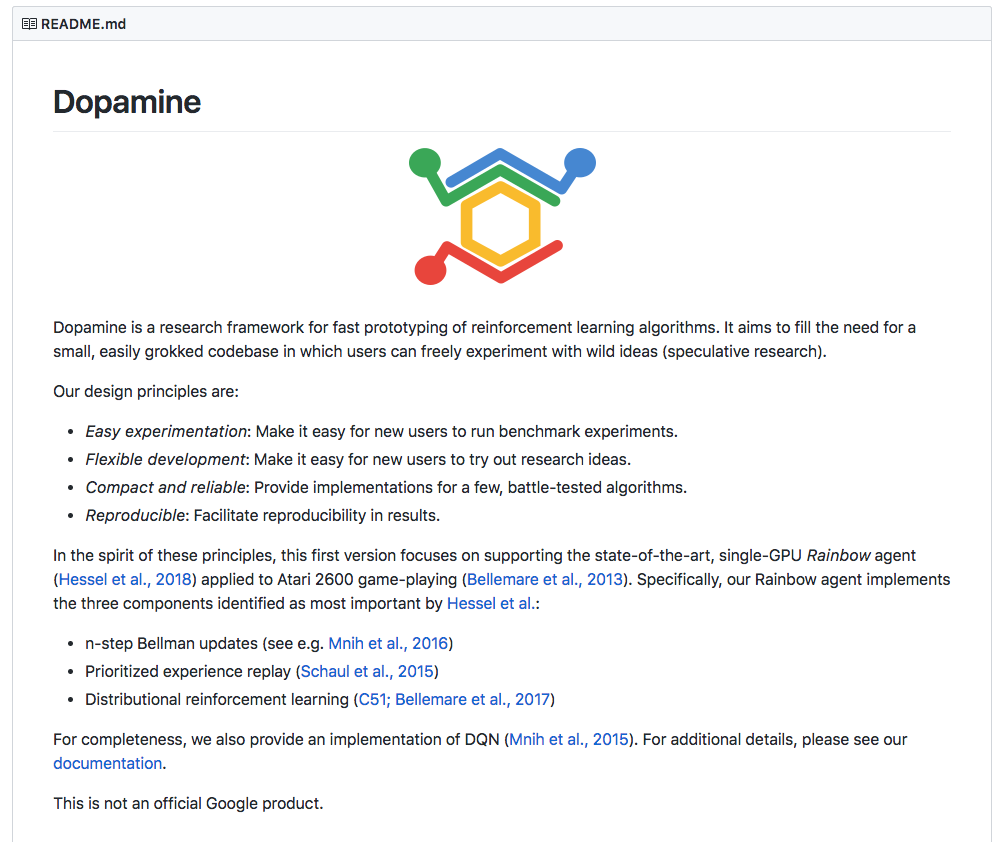 README.md
Dopamine
Dopamine is a research framework for fast prototyping of reinforcement learning algorithms. It aims to fill the need for a
small, easily grokked codebase in which users can freely experiment with wild ideas (speculative research).
Our design principles are:
• Easy experimentation: Make it easy for new users to run benchmark experiments.
• Flexible development: Make it easy for new users to try out research ideas.
• Compact and reliable: Provide implementations for a few, battle-tested algorithms.
• Reproducible: Facilitate reproducibility in results.
In the spirit of these principles, this first version focuses on supporting the state-of-the-art, single-GPU Rainbow agent
(Hessel et al., 2018) applied to Atari 2600 game-playing (Bellemare et al., 2013). Specifically, our Rainbow agent implements
the three components identified as most important by Hessel et al.:
• n-step Bellman updates (see e.g. Mnih et al., 2016)
• Prioritized experience replay (Schaul et al., 2015)
• Distributional reinforcement learning (C51; Bellemare et al., 2017)
For completeness, we also provide an implementation of DQN (Mnih et al., 2015). For additional details, please see our
documentation.
This is not an official Google product.